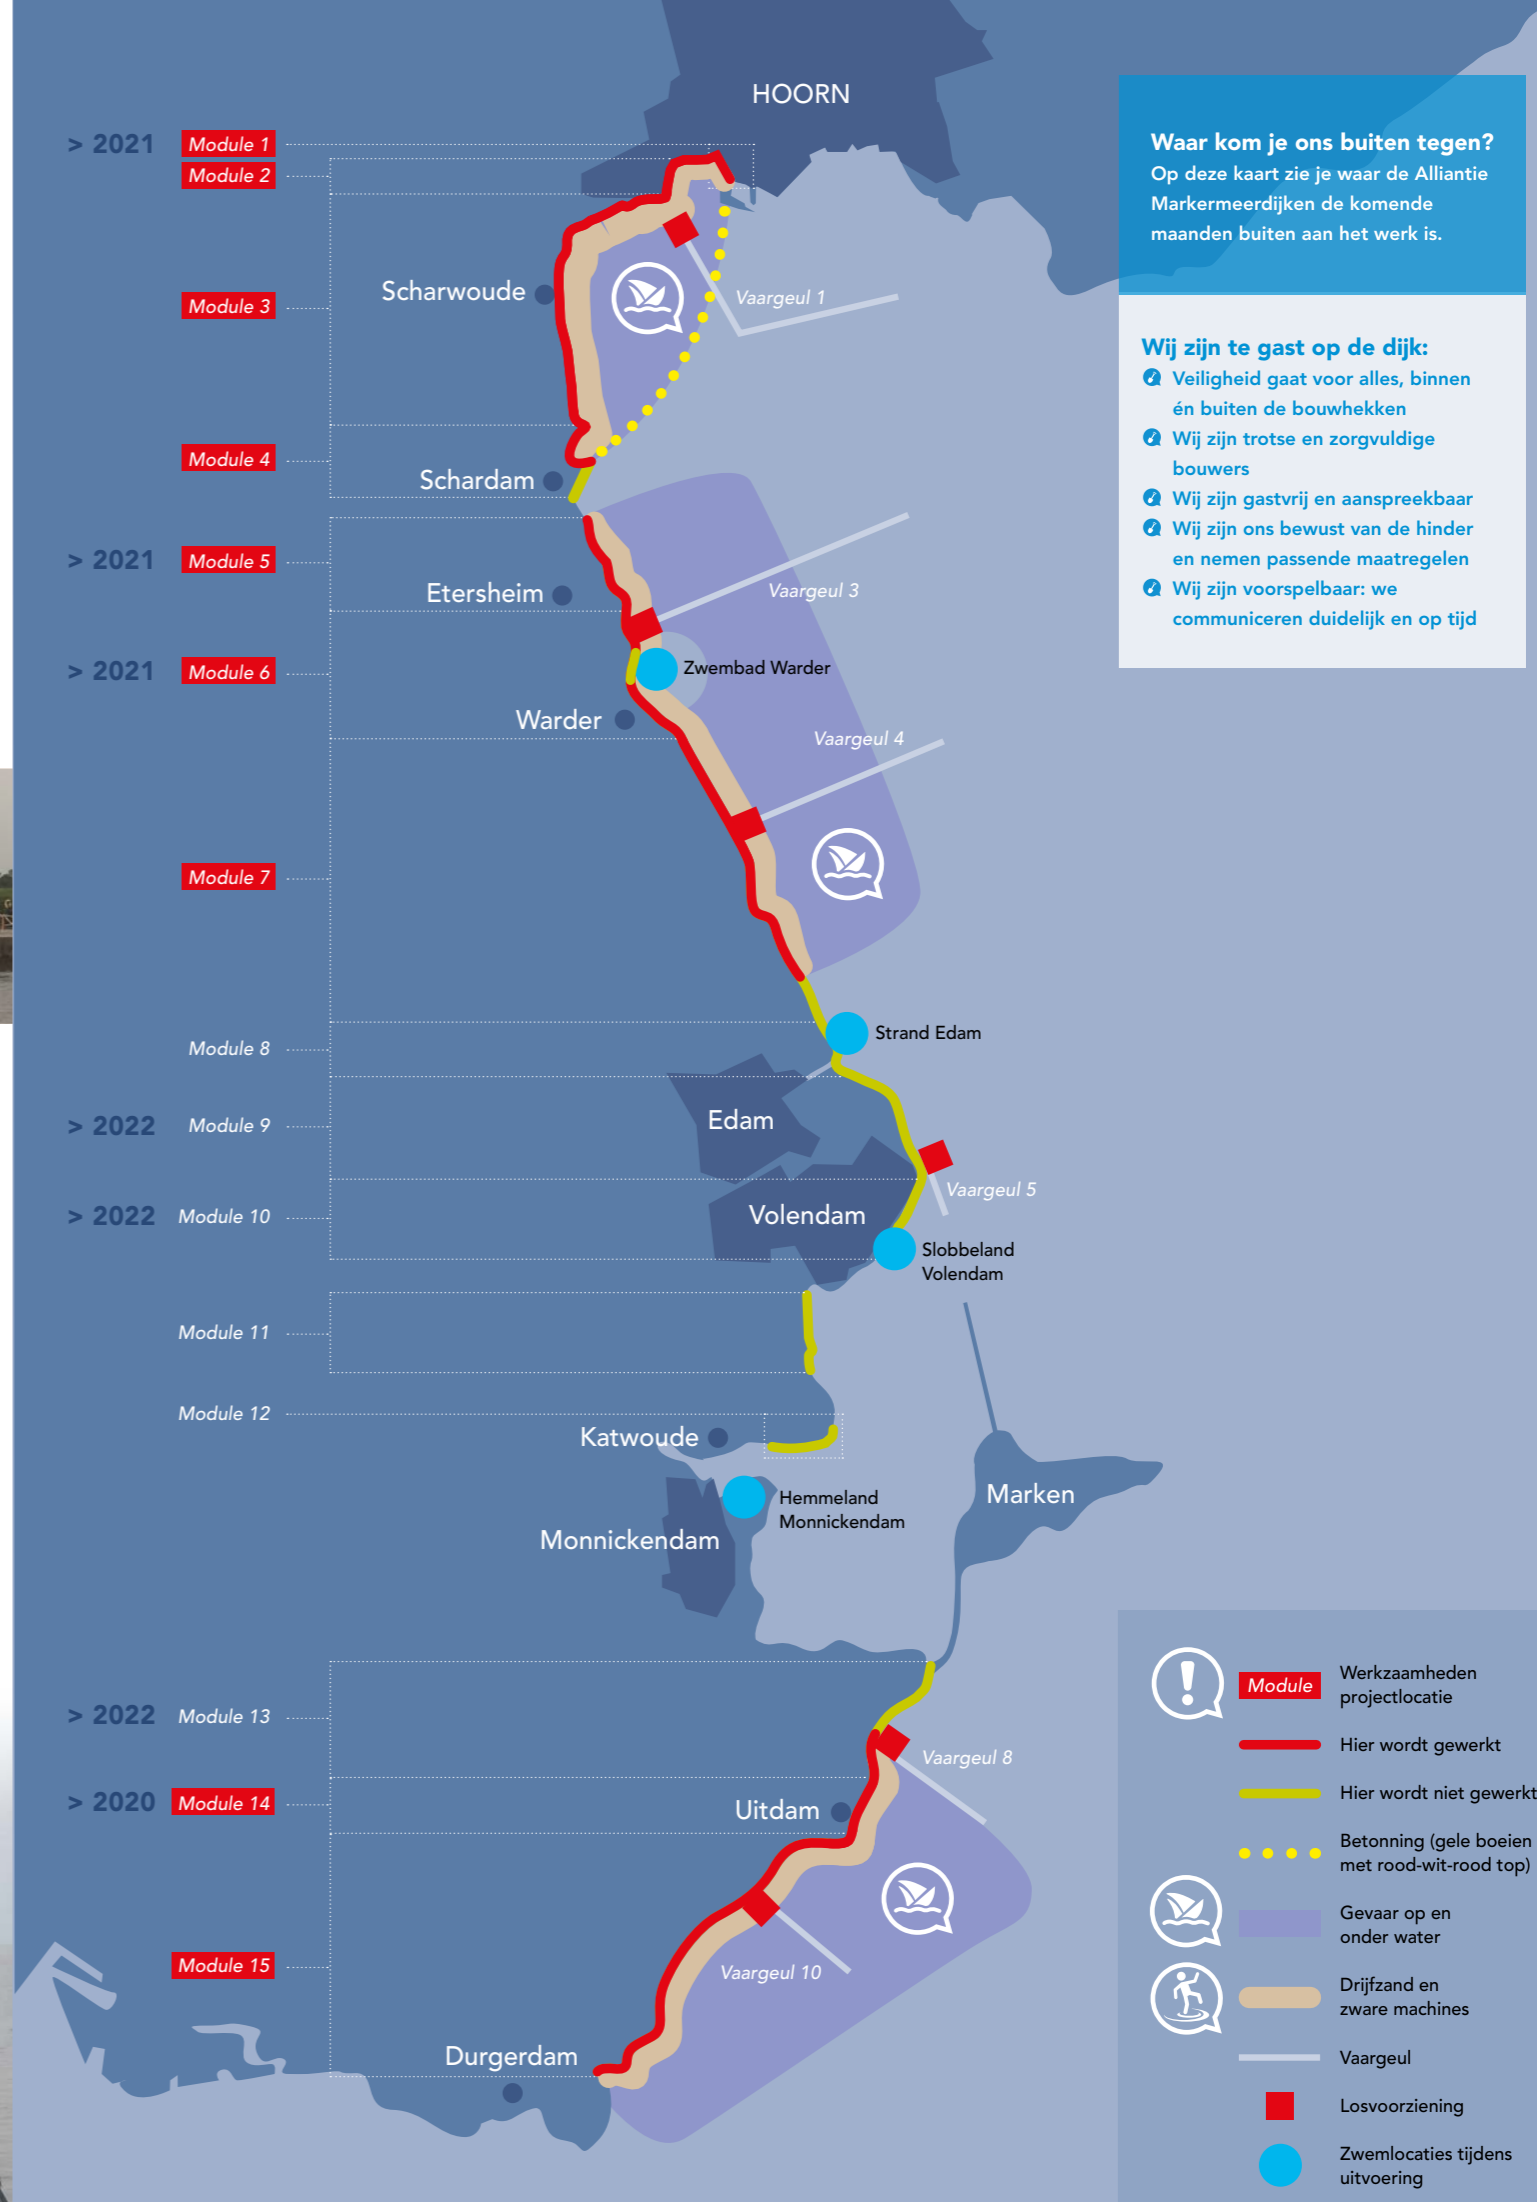 HOORN
> 2021 Module 1
Module 2
Scharwoude
Module 3
Vaargeul 1
Module 4
Schardam
> 2021 Module 5
Etersheim
Vaargeul 3
> 2021 Module 6
Zwembad Warder
Warder
Vaargeul 4
Module 7
Strand Edam
Module 8
Edam
> 2022 Module 9
Vaargeul 5
> 2022 Module 10
Volendam
Slobbeland
Volendam
Module 11
Module 12
Katwoude
Marken
Hemmeland
Monnickendam
Monnickendam
> 2022 Module 13
Vaargeul 8
> 2020 Module 14
Uitdam
Module 15
Vaargeul 10
Durgerdam
Waar kom je ons buiten tegen?
Op deze kaart zie je waar de Alliantie
Markermeerdijken de komende
maanden buiten aan het werk is.
Wij zijn te gast op de dijk:
Veiligheid gaat voor alles, binnen
én buiten de bouwhekken
Wij zijn trotse en zorgvuldige
bouwers
Wij zijn gastvrij en aanspreekbaar
Wij zijn ons bewust van de hinder
en nemen passende maatregelen
Wij zijn voorspelbaar: we
communiceren duidelijk en op tijd
Module
Werkzaamheden
projectlocatie
Hier wordt gewerkt
Hier wordt niet gewerkt
Betonning (gele boeien
met rood-wit-rood top)
Gevaar op en
onder water
Drijfzand en
zware machines
Vaargeul
Losvoorziening
Zwemlocaties tijdens
uitvoering